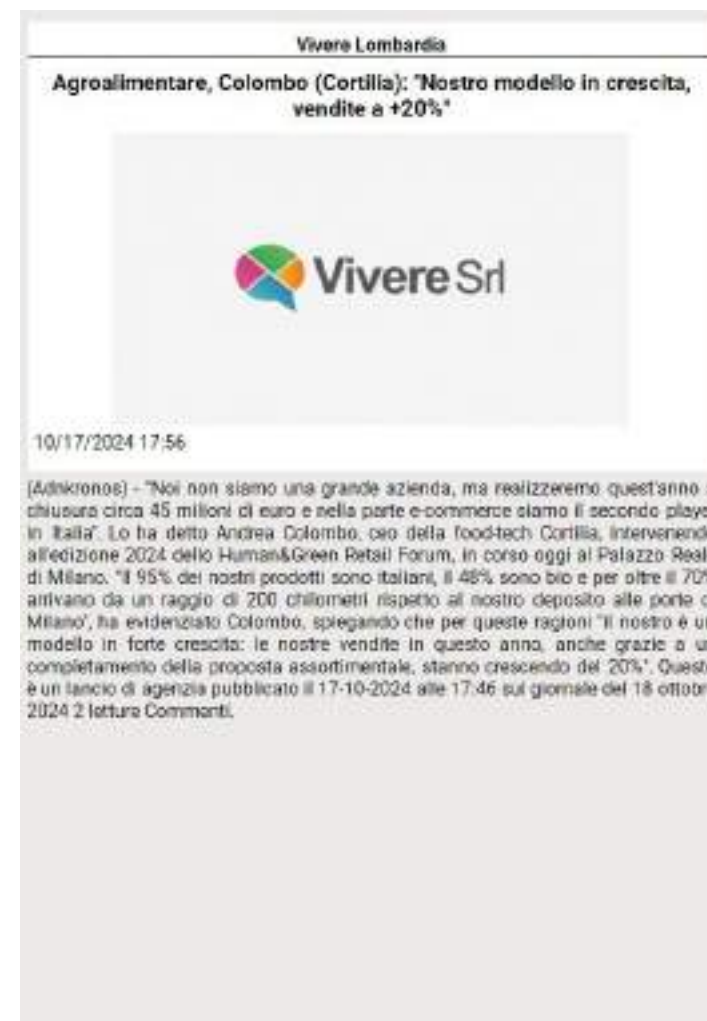 Vivere Lombardia
Agroalimentare, Colombo (Cortilia): "Nostro modello in crescita,
vendite a +20%"
Vivere Srl
10/17/2024 17:56
(Adnkronos) - "Noi non siamo una grande azienda, ma realizzeremo quest'anno
chiusura circa 45 milioni di euro e nella parte e-commerce siamo il secondo playe
in Italia". Lo ha detto Andrea Colombo, ceo della food-tech Cortilia, intervenend
all'edizione 2024 dello Human&Green Retail Forum, in corso oggi al Palazzo Real
di Milano. "Il 95% dei nostri prodotti sono italiani, il 48% sono bio e per oltre il 70%
arrivano da un raggio di 200 chilometri rispetto al nostro deposito alle porte d
Milano", ha evidenziato Colombo, spiegando che per queste ragioni "il nostro è u
modello in forte crescita: le nostre vendite in questo anno, anche grazie a u
completamento della proposta assortimentale, stanno crescendo del 20%". Quest
è un lancio di agenzia pubblicato il 17-10-2024 alle 17:46 sul giornale del 18 ottobr
2024 2 letture Commenti.